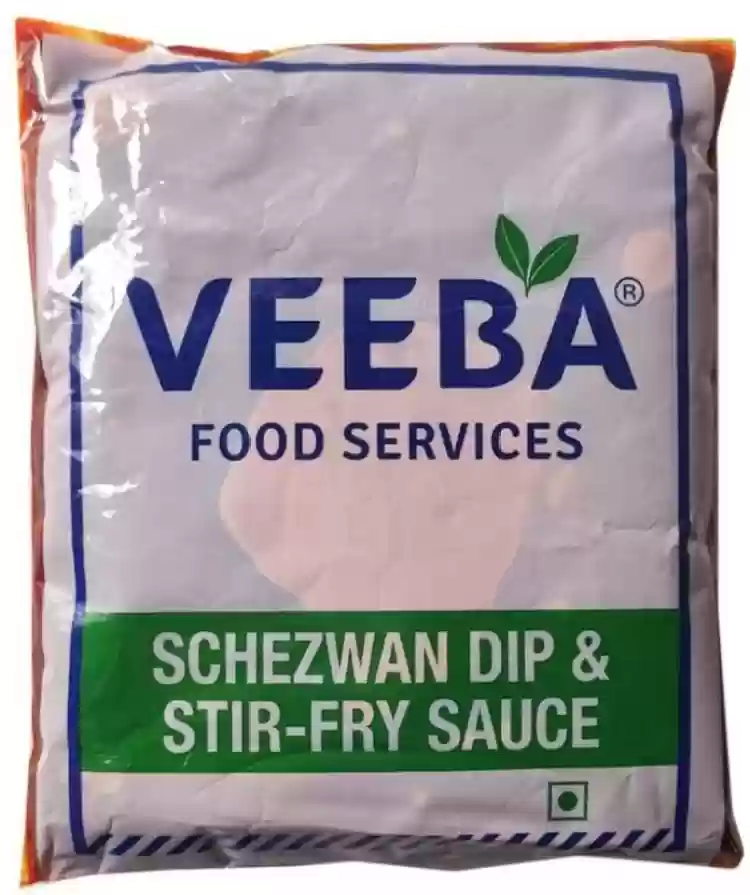 VEEBA®
FOOD SERVICES
SCHEZWAN DIP &
STIR-FRY SAUCE